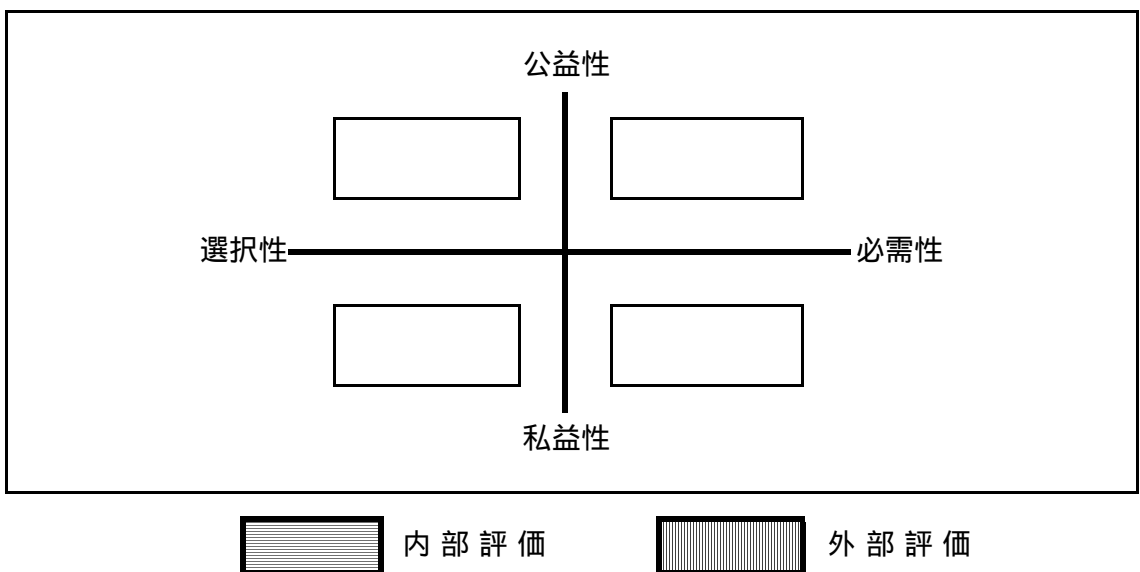 公益性
選択性
必需性
私益性
内部評価
外部評価